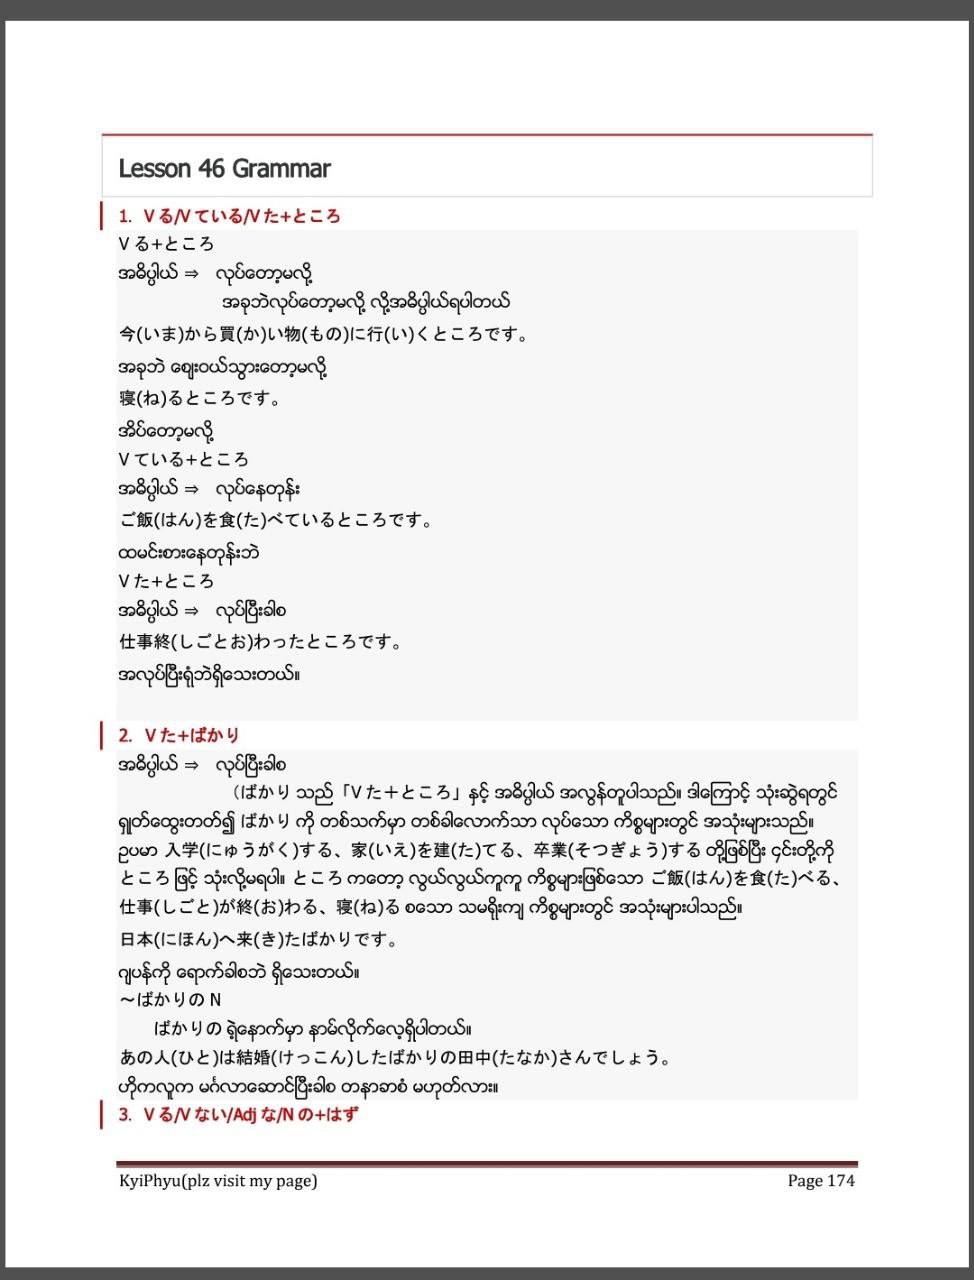 Lesson 46 Grammar
1. Vる/Vている/Vた+ところ
Vる+ところ
အဓိပ္ပါယ် ⇒ လုပ်တော့မလို့
အခုဘဲလုပ်တော့မလို့ လို့အဓိပ္ပါယ်ရပါတယ်
今(いま)から買(か)い物(もの)に行(い)くところです。
အခုဘဲ ဈေးဝယ်သွားတော့မလို့
寝(ね)るところです。
အိပ်တော့မလို့
Vている+ところ
အဓိပ္ပါယ် ⇒ လုပ်နေတုန်း
ご飯(はん)を食(た)べているところです。
ထမင်းစားနေတုန်းဘဲ
Vた+ところ
အဓိပ္ပါယ် ⇒ လုပ်ပြီးခါစ
仕事終(しごとお)わったところです。
အလုပ်ပြီးရုံဘဲရှိသေးတယ်။
2. Vた+ばかり
အဓိပ္ပါယ် ⇒ လုပ်ပြီးခါစ
（ばかり သည်「Vた＋ところ」နှင့် အဓိပ္ပါယ် အလွန်တူပါသည်။ ဒါကြောင့် သုံးဆွဲရတွင်
ရှုတ်ထွေးတတ်၍ ばかり ကို တစ်သက်မှာ တစ်ခါလောက်သာ လုပ်သော ကိစ္စများတွင် အသုံးများသည်။
ဥပမာ 入学(にゅうがく)する、家(いえ)を建(た)てる、卒業(そつぎょう)する တို့ဖြစ်ပြီး ၄င်းတို့ကို
ところ ဖြင့် သုံးလို့မရပါ။ ところ ကတော့ လွယ်လွယ်ကူကူ ကိစ္စများဖြစ်သော ご飯(はん)を食(た)べる、
仕事(しごと)が終(お)わる、寝(ね)る စသော သမရိုးကျ ကိစ္စများတွင် အသုံးများပါသည်။
日本(にほん)へ来(き)たばかりです。
ဂျပန်ကို ရောက်ခါစဘဲ ရှိသေးတယ်။
～ばかりの N
ばかりの ရဲ့နောက်မှာ နာမ်လိုက်လေ့ရှိပါတယ်။
あの人(ひと)は結婚(けっこん)したばかりの田中(たなか)さんでしょう。
ဟိုကလူက မင်္ဂလာဆောင်ပြီးခါစ တနာခာစံ မဟုတ်လား။
3. Vる/Vない/Adjな/Nの+はず
KyiPhyu(plz visit my page)
Page 174